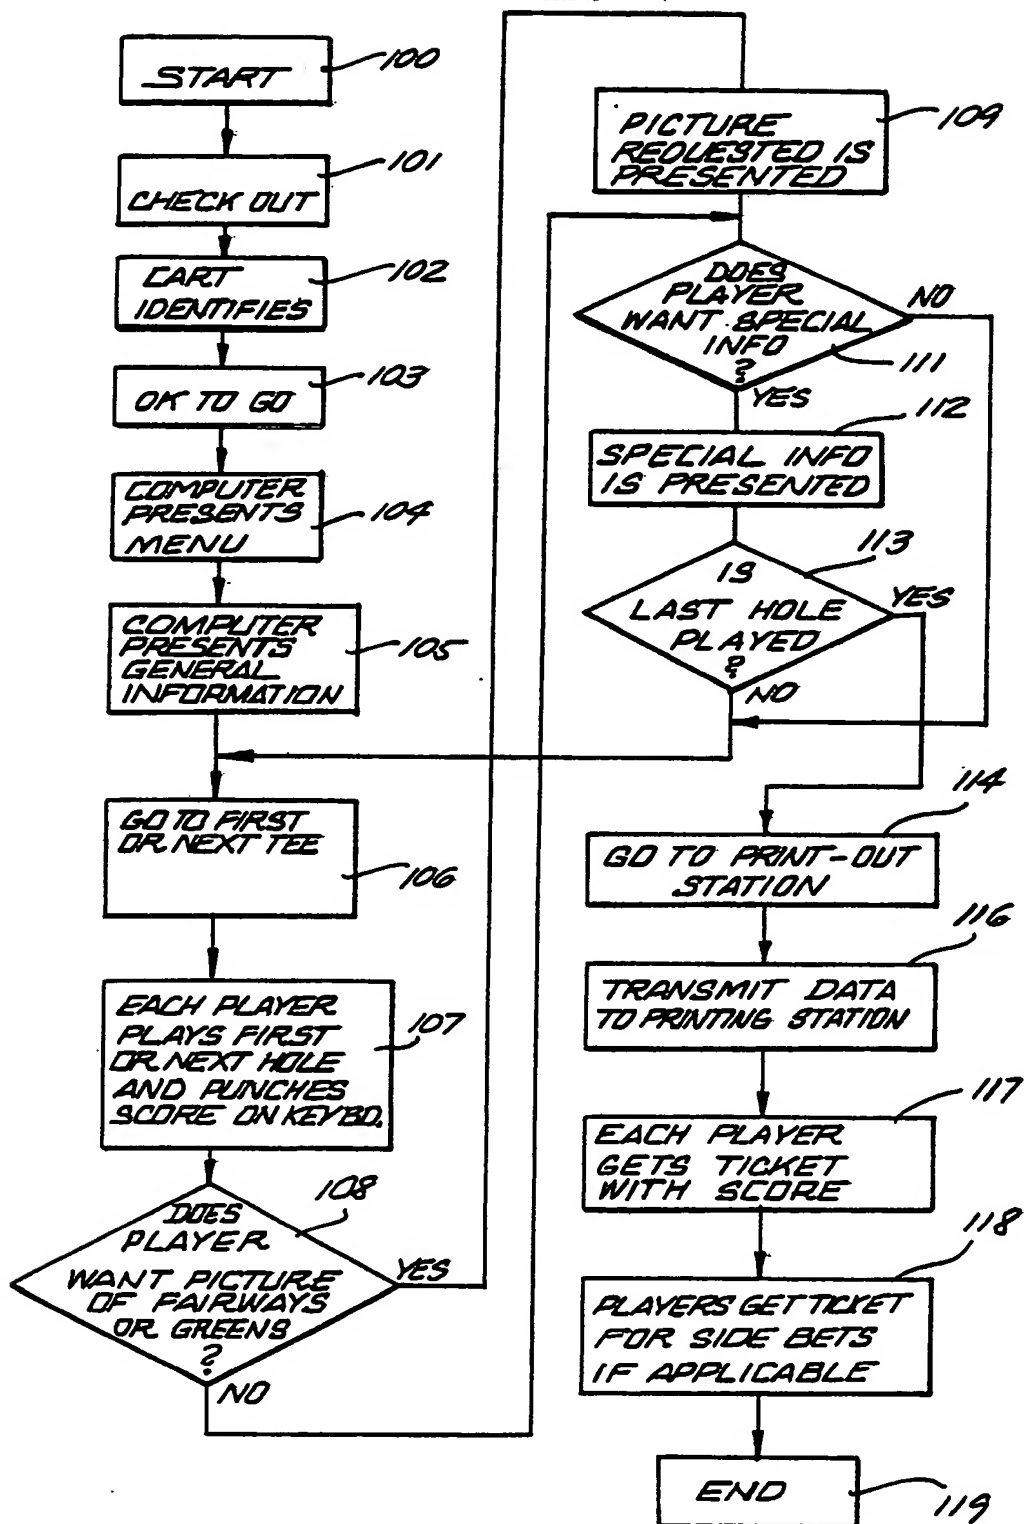 START
100
CHECK OUT
101
CART
IDENTIFIES
102
OK TO GO
103
COMPUTER
PRESENTS
MENU
104
COMPUTER
PRESENTS
GENERAL
INFORMATION
105
GO TO FIRST
OR NEXT TEE
106
EACH PLAYER
PLAYS FIRST
OR NEXT HOLE
AND PUNCHES
SCORE ON KEYBD.
107
DOES
PLAYER
WANT PICTURE
OF FAIRWAYS
OR GREENS
?
108
YES
NO
PICTURE
REQUESTED IS
PRESENTED
109
DOES
PLAYER
WANT SPECIAL
INFO
?
111
NO
YES
SPECIAL INFO
IS PRESENTED
112
IS
LAST HOLE
PLAYED
?
113
YES
NO
GO TO PRINT-OUT
STATION
114
TRANSMIT DATA
TO PRINTING STATION
116
EACH PLAYER
GETS TICKET
WITH SCORE
117
PLAYERS GET TICKET
FOR SIDE BETS
IF APPLICABLE
118
END
119